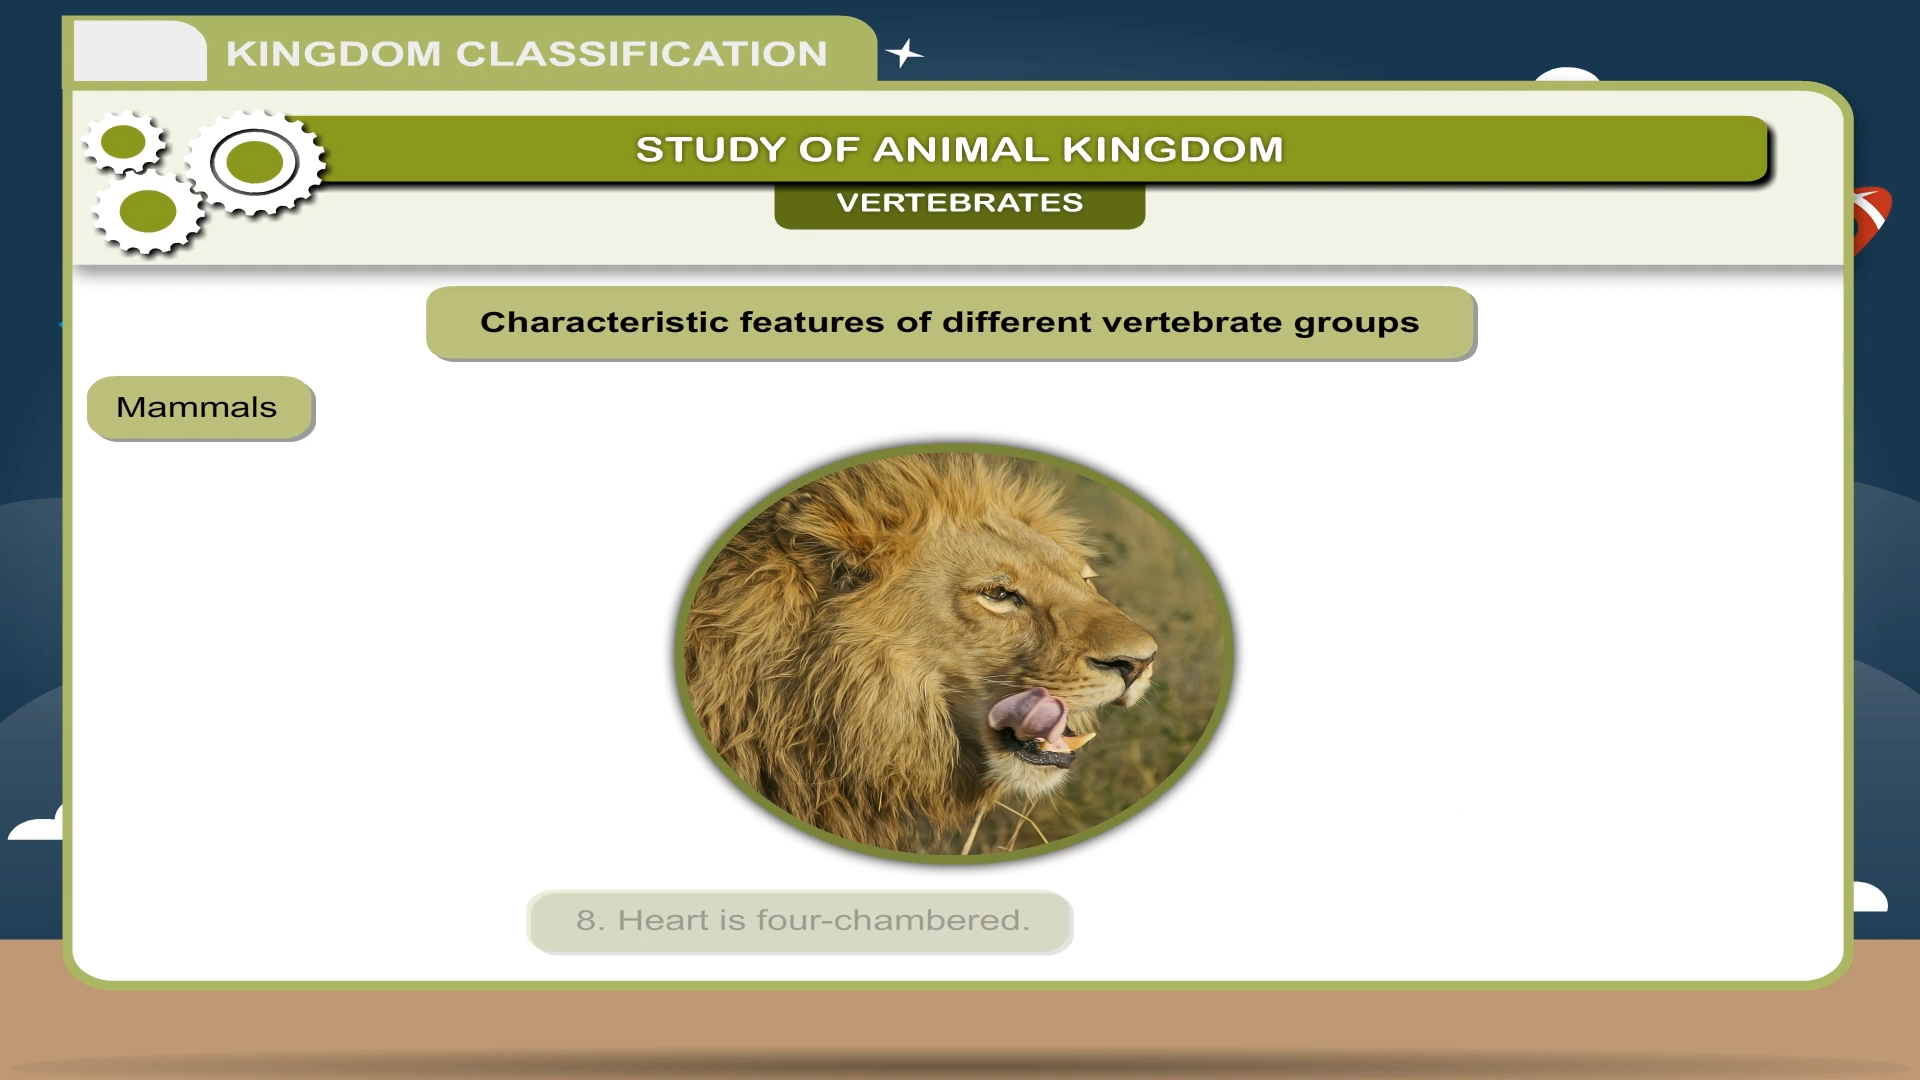 KINGDOM CLASSIFICATION
STUDY OF ANIMAL KINGDOM
VERTEBRATES
Characteristic features of different vertebrate groups
Mammals
8. Heart is four-chambered.